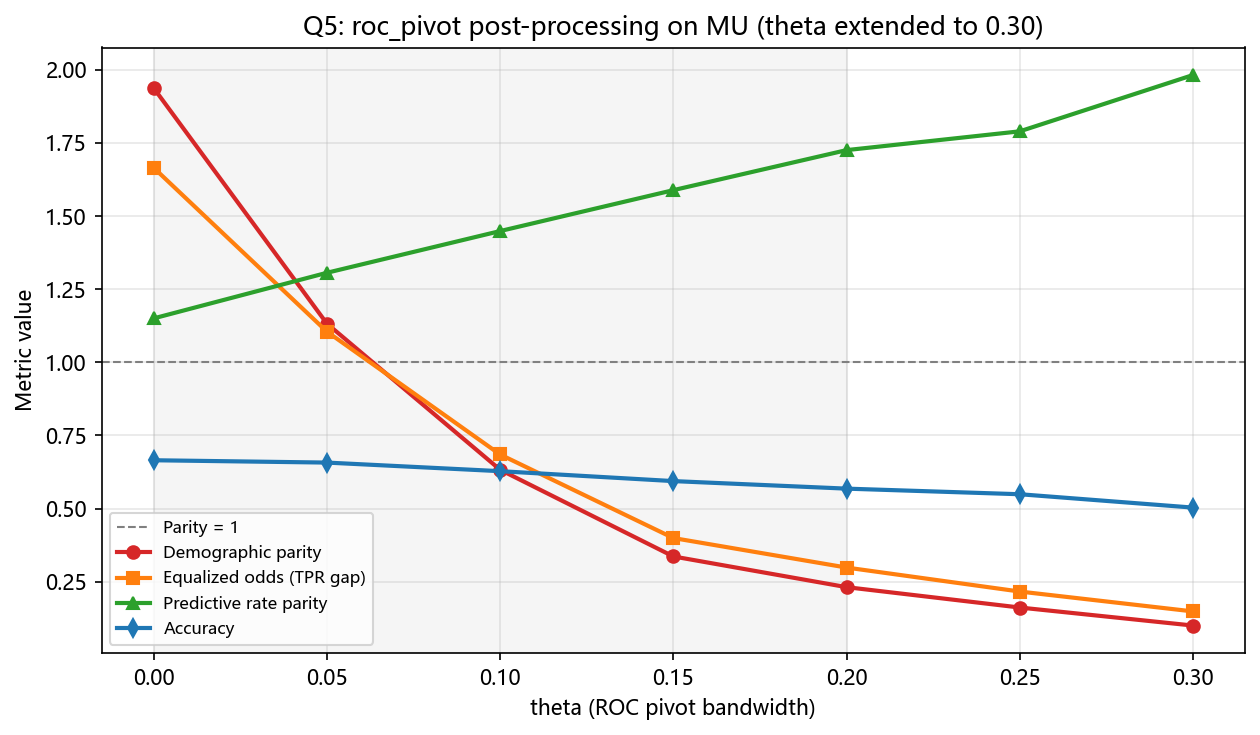 Q5: roc_pivot post-processing on MU (theta extended to 0.30)
Metric value
2.00
1.75
1.50
1.25
1.00
0.75
0.50
0.25
Parity = 1
Demographic parity
Equalized odds (TPR gap)
Predictive rate parity
Accuracy
0.00 0.05 0.10 0.15 0.20 0.25 0.30
theta (ROC pivot bandwidth)